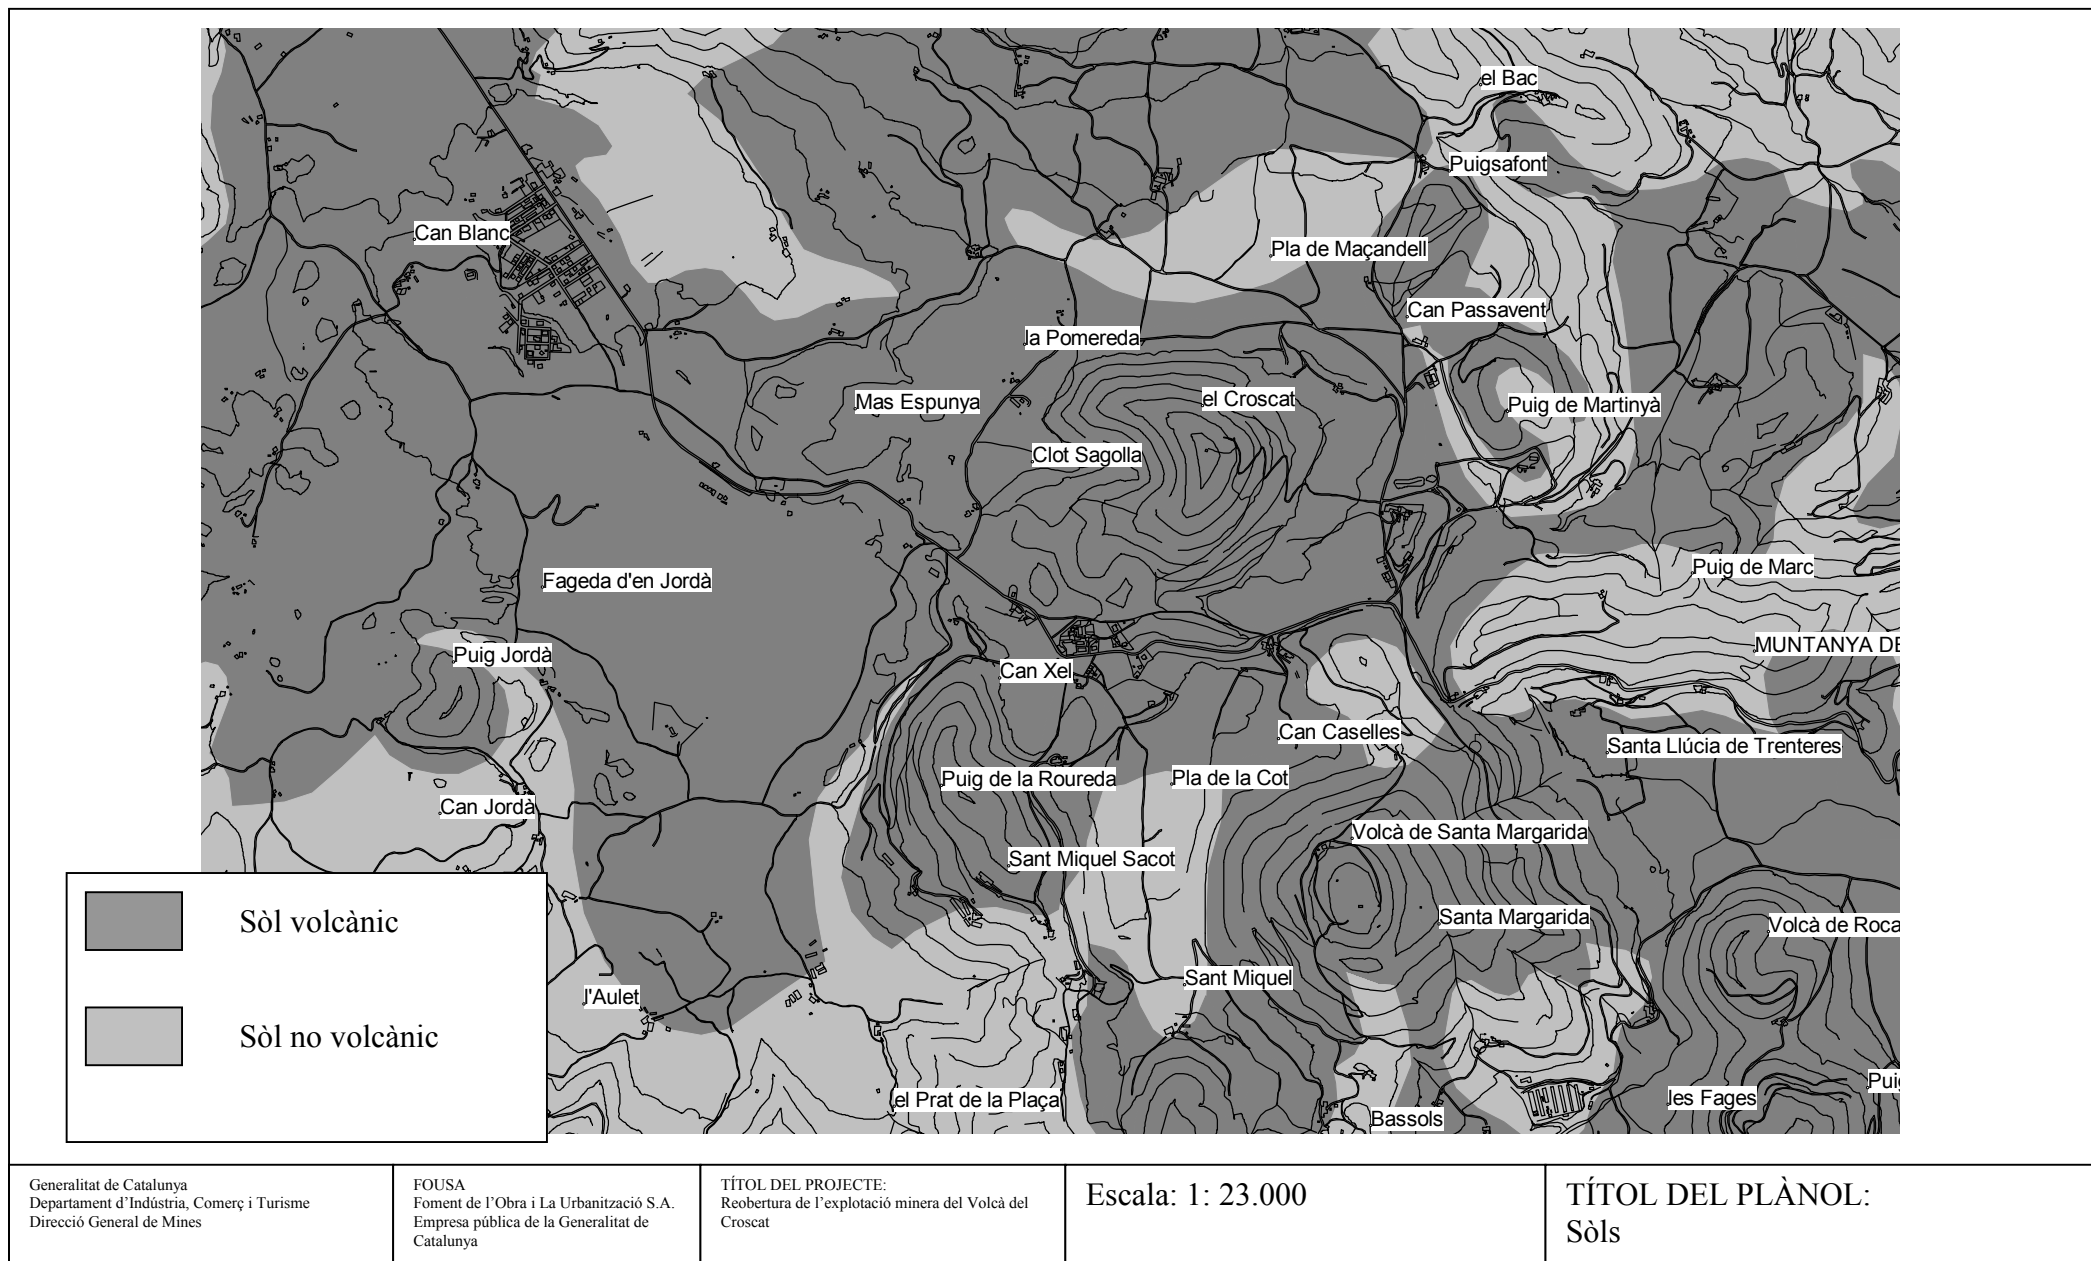 el Bac
Puigsafont
Can Blanc
Pla de Maçandell
Can Passavent
la Pomereda
Mas Espunya
el Croscat
Puig de Martinyà
Clot Sagolla
Fageda d'en Jordà
Puig de Marc
Puig Jordà
MUNTANYA DE
Can Xel
Can Caselles
Santa Llúcia de Trenteres
Puig de la Roureda
Pla de la Cot
Can Jordà
Volcà de Santa Margarida
Sant Miquel Sacot
Santa Margarida
Volcà de Roca
Sant Miquel
l'Aulet
el Prat de la Plaça
Bassols
les Fages
Puig
Sòl volcànic
Sòl no volcànic
Generalitat de Catalunya
Departament d’Indústria, Comerç i Turisme
Direcció General de Mines
FOUSA
Foment de l’Obra i La Urbanització S.A.
Empresa pública de la Generalitat de
Catalunya
TÍTOL DEL PROJECTE:
Reobertura de l’explotació minera del Volcà del
Croscat
Escala: 1: 23.000
TÍTOL DEL PLÀNOL:
Sòls